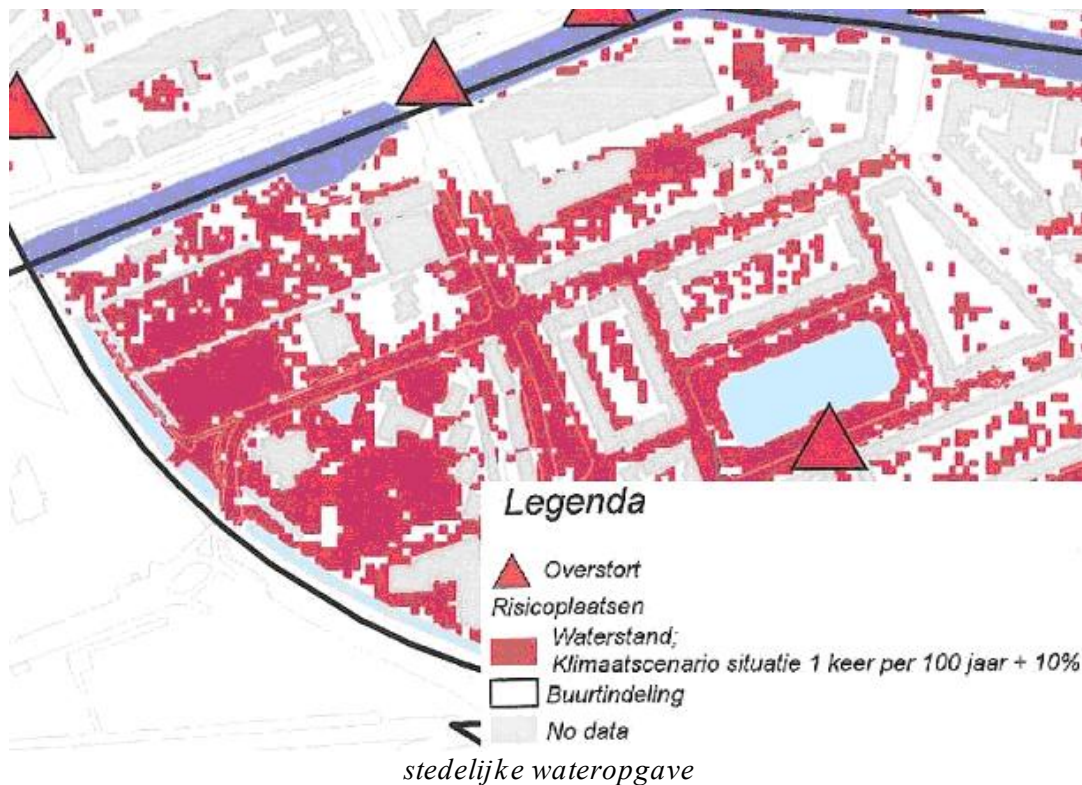 Legenda
Overstort
Risicoplaatsen
Waterstand;
Klimaatscenario situatie 1 keer per 100 jaar + 10%
Buurtindeling
No data
stedelijke wateropgave